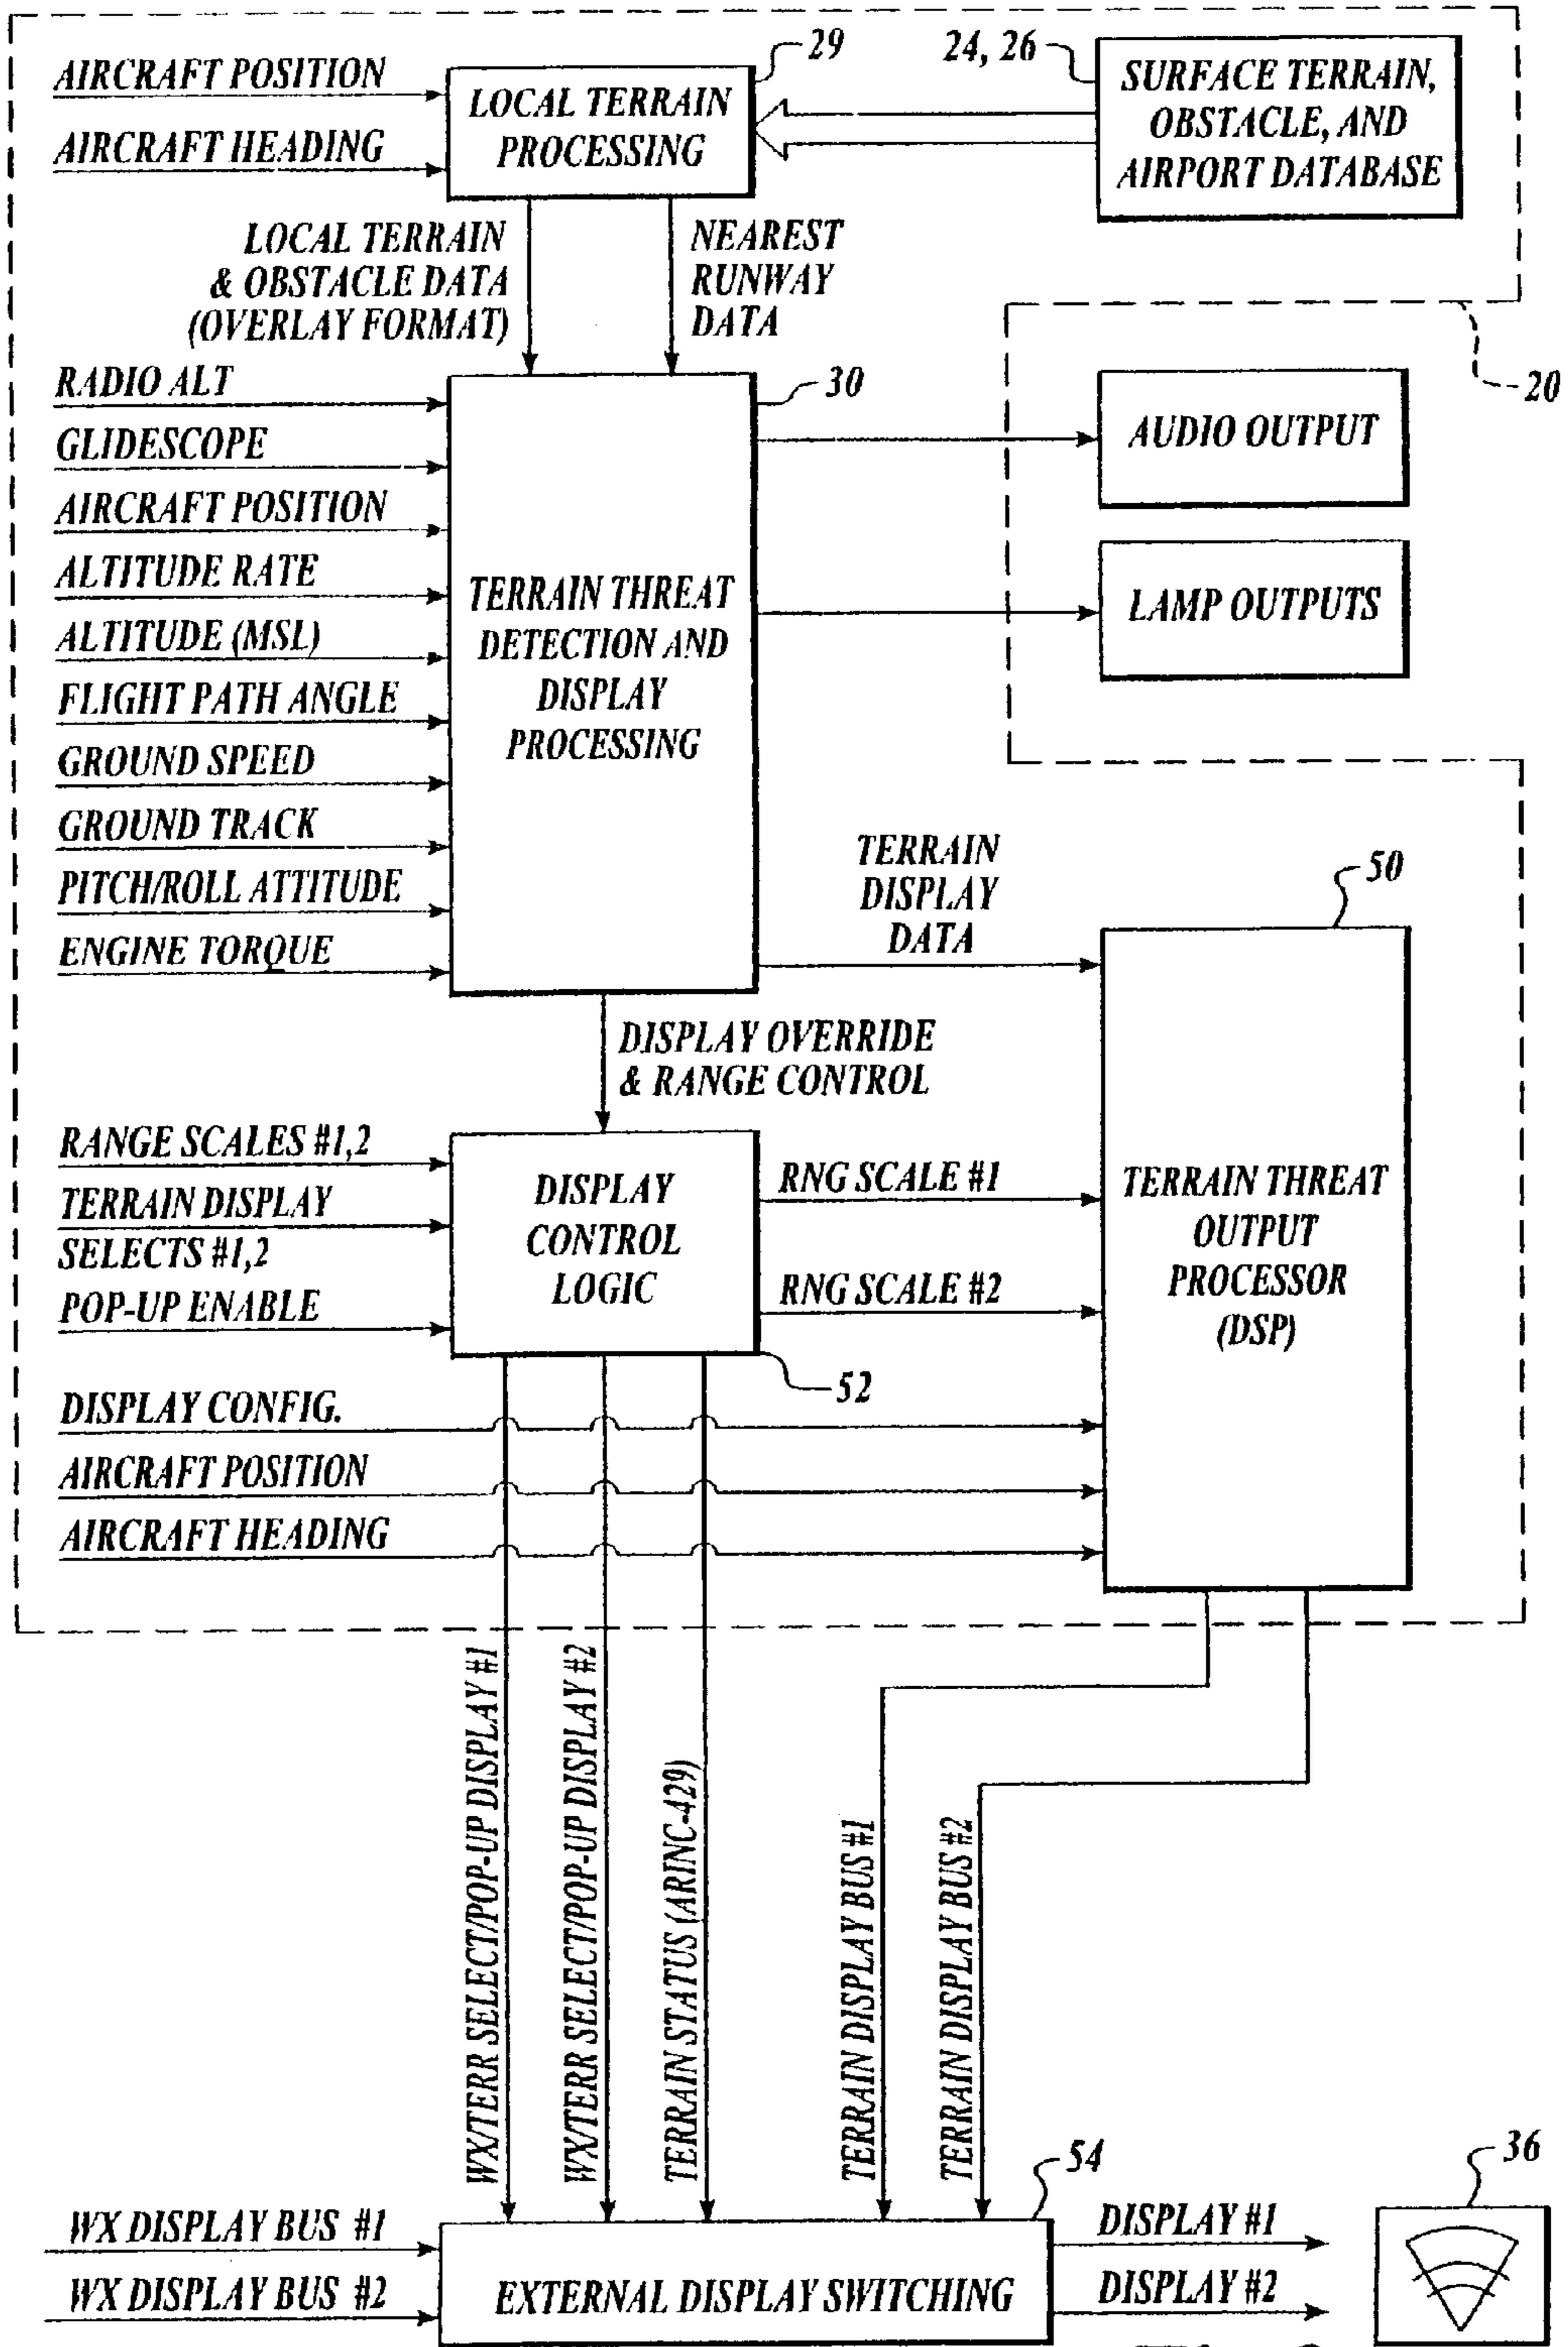 AIRCRAFT POSITION
AIRCRAFT HEADING
LOCAL TERRAIN
PROCESSING
29
24, 26
SURFACE TERRAIN,
OBSTACLE, AND
AIRPORT DATABASE
LOCAL TERRAIN
& OBSTACLE DATA
(OVERLAY FORMAT)
NEAREST
RUNWAY
DATA
20
RADIO ALT
GLIDESCOPE
AIRCRAFT POSITION
ALTITUDE RATE
ALTITUDE (MSL)
FLIGHT PATH ANGLE
GROUND SPEED
GROUND TRACK
PITCH/ROLL ATTITUDE
ENGINE TORQUE
30
TERRAIN THREAT
DETECTION AND
DISPLAY
PROCESSING
AUDIO OUTPUT
LAMP OUTPUTS
TERRAIN
DISPLAY
DATA
50
DISPLAY OVERRIDE
& RANGE CONTROL
RANGE SCALES #1,2
TERRAIN DISPLAY
SELECTS #1,2
POP-UP ENABLE
DISPLAY
CONTROL
LOGIC
52
RNG SCALE #1
RNG SCALE #2
TERRAIN THREAT
OUTPUT
PROCESSOR
(DSP)
DISPLAY CONFIG.
AIRCRAFT POSITION
AIRCRAFT HEADING
WX/TERR SELECT/POP-UP DISPLAY #1
WX/TERR SELECT/POP-UP DISPLAY #2
TERRAIN STATUS (ARINC-429)
TERRAIN DISPLAY BUS #1
TERRAIN DISPLAY BUS #2
54
36
WX DISPLAY BUS #1
WX DISPLAY BUS #2
EXTERNAL DISPLAY SWITCHING
DISPLAY #1
DISPLAY #2